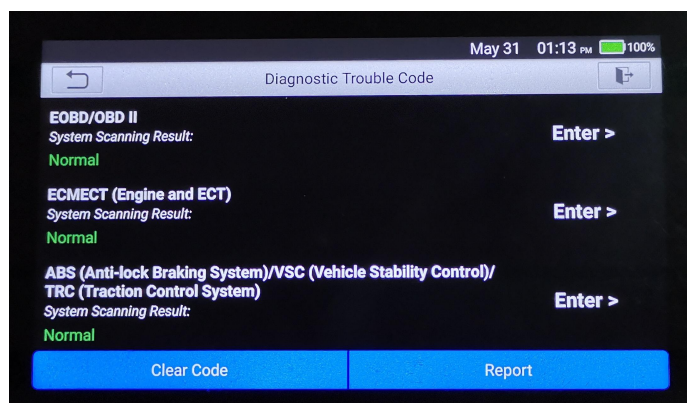 May 31 01:13 PM 100%
Diagnostic Trouble Code
EOBD/OBD II
System Scanning Result:
Enter >
Normal
ECMECT (Engine and ECT)
System Scanning Result:
Enter >
Normal
ABS (Anti-lock Braking System)/VSC (Vehicle Stability Control)/
TRC (Traction Control System)
System Scanning Result:
Enter >
Normal
Clear Code
Report